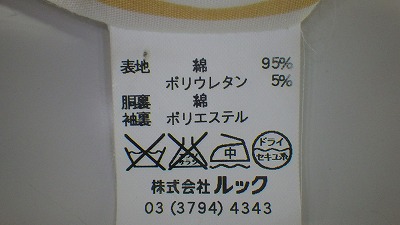 表地 綿 95%
ポリウレタン 5%
胴裏 綿
袖裏 ポリエステル
中 ドライ
セキユ系
株式会社 ルック
03 (3794) 4343